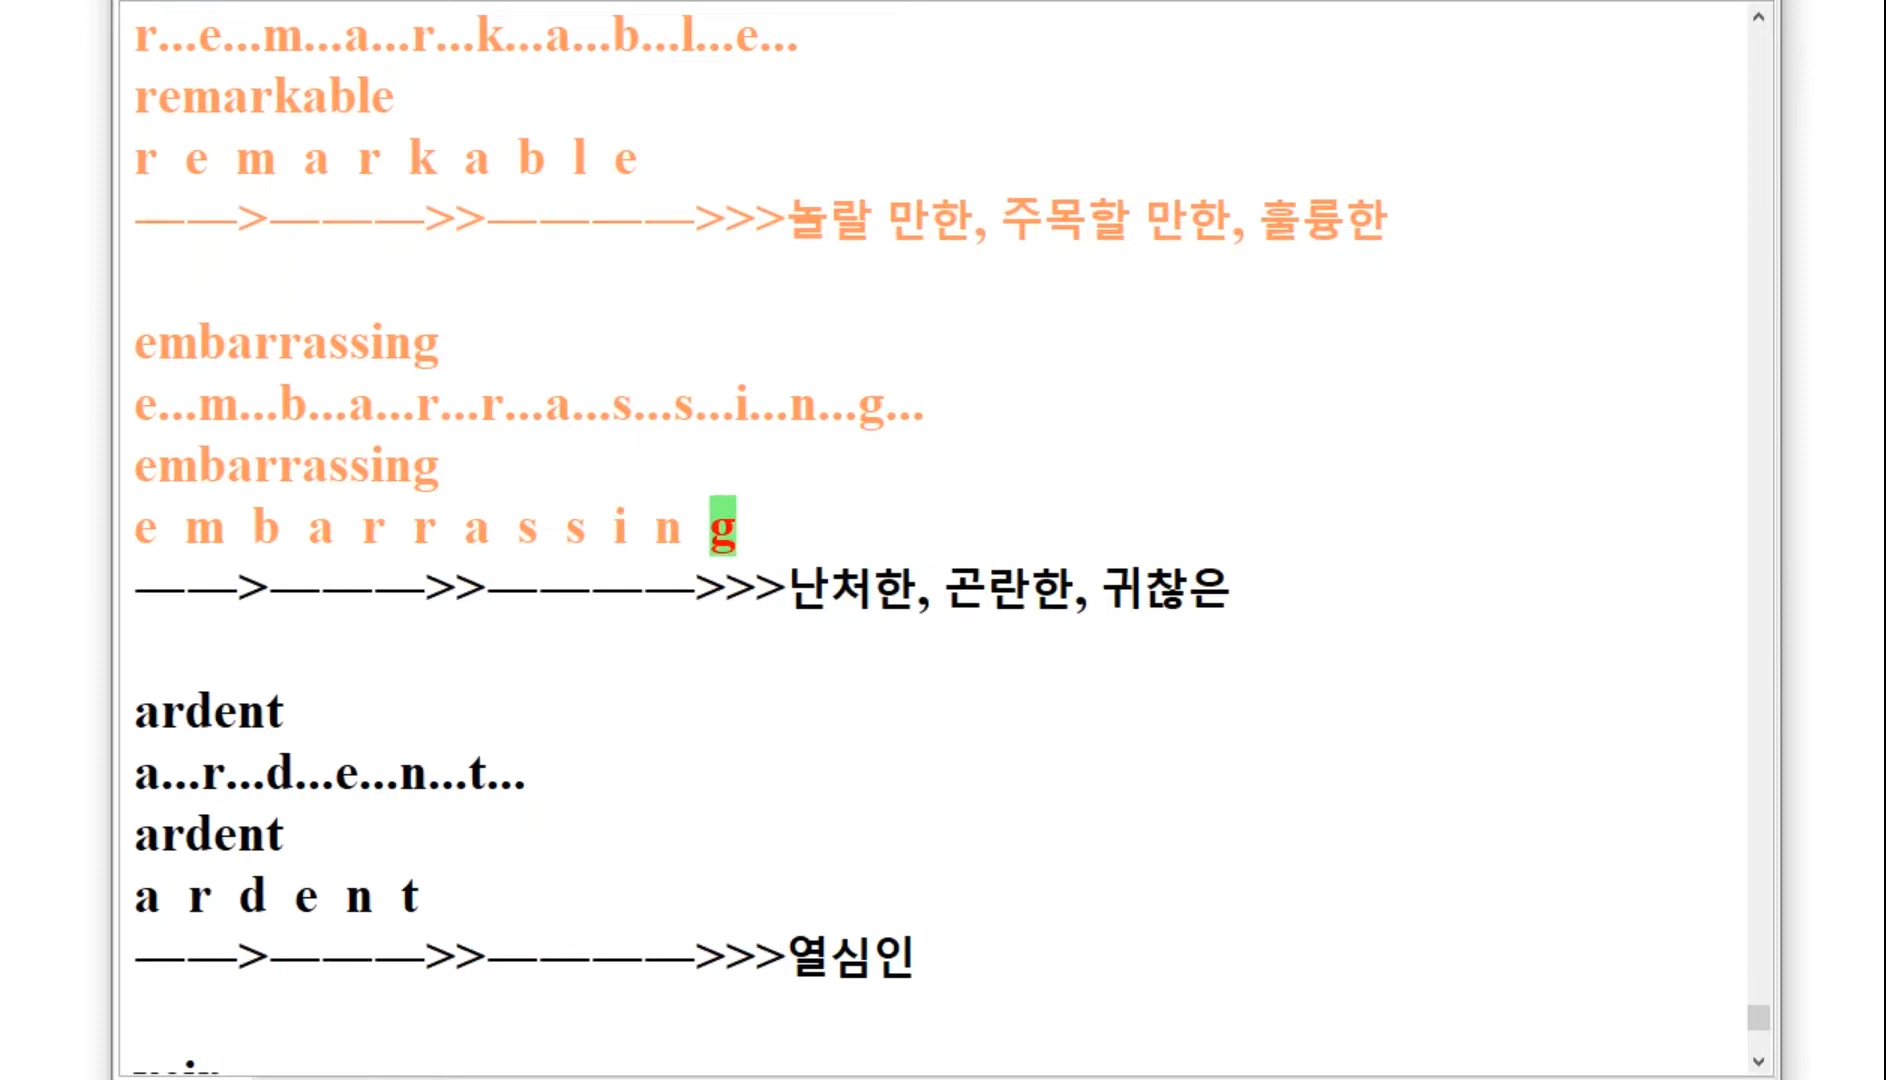 r...e...m...a...r...k...a...b...l...e...
remarkable
r e m a r k a b l e
——>———>>————>>>놀랄 만한, 주목할 만한, 훌륭한
embarrassing
e...m...b...a...r...r...a...s...s...i...n...g...
embarrassing
e m b a r r a s s i n g
——>———>>————>>>난처한, 곤란한, 귀찮은
ardent
a...r...d...e...n...t...
ardent
a r d e n t
——>———>>————>>>열심인